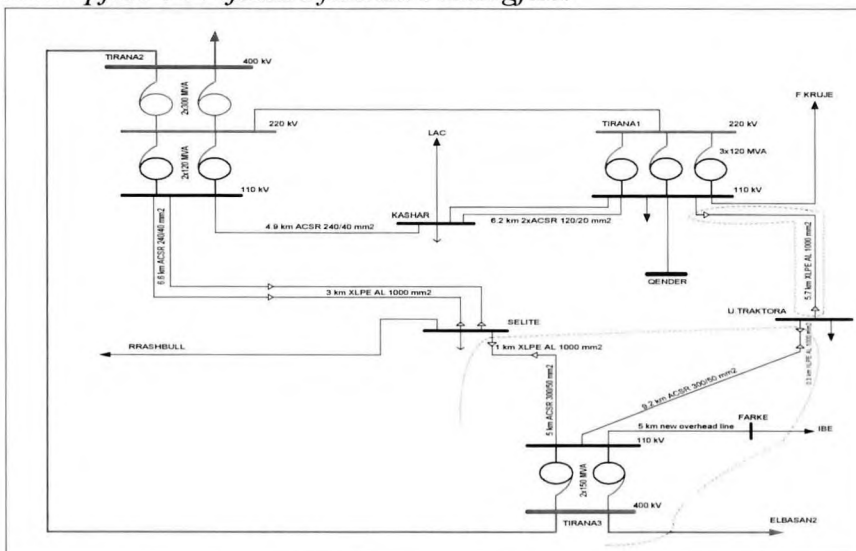 TIRANA2
400 kV
2x300 MVA
220 kV
2x120 MVA
110 kV
F.KRUJE
TIRANA1
220 kV
3x120 MVA
110 kV
LAC
KASHAR
4.9 km ACSR 240/40 mm2
6.2 km 2xACSR 120/20 mm2
6.6 km ACSR 240/40 mm2
5.7 km XLPE AL 1000 mm2
QENDER
3 km XLPE AL 1000 mm2
SELITE
U.TRAKTORA
RRASHBULL
1 km XLPE AL 1000 mm2
XLPE AL 1000 mm2
5 km ACSR 300/50 mm2
9.2 km ACSR 300/50 mm2
FARKE
5 km new overhead line
IBE
110 kV
2x150 MVA
400 kV
TIRANA3
ELBASAN2